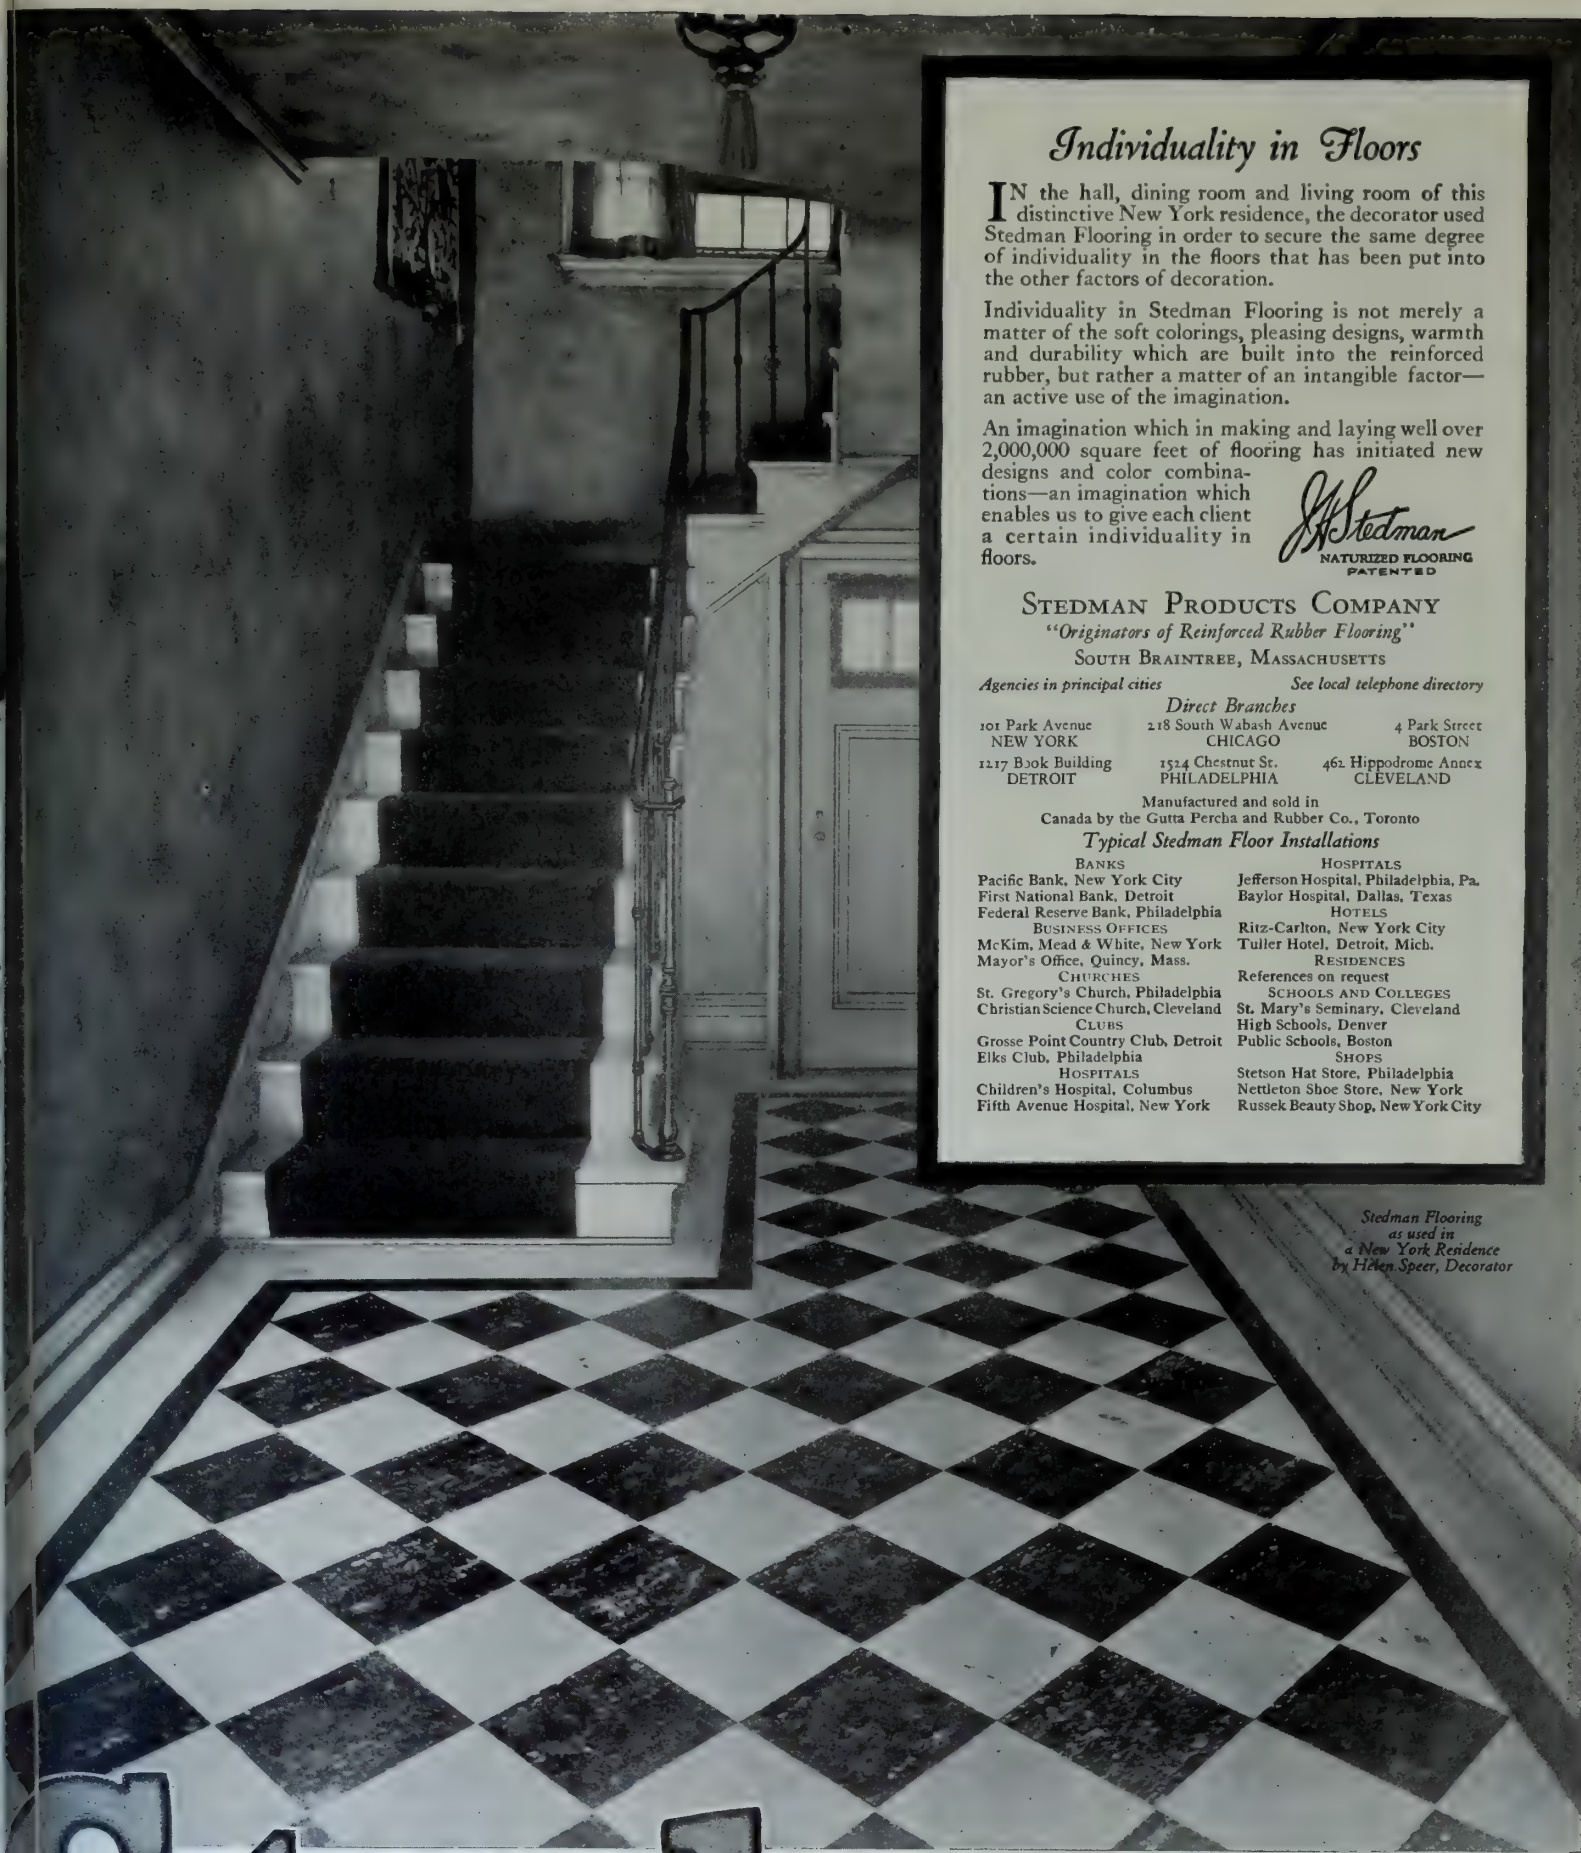 Individuality in Floors
IN the hall, dining room and living room of this
distinctive New York residence, the decorator used
Stedman Flooring in order to secure the same degree
of individuality in the floors that has been put into
the other factors of decoration.
Individuality in Stedman Flooring is not merely a
matter of the soft colorings, pleasing designs, warmth
and durability which are built into the reinforced
rubber, but rather a matter of an intangible factor—
an active use of the imagination.
An imagination which in making and laying well over
2,000,000 square feet of flooring has initiated new
designs and color combina-
tions—an imagination which
enables us to give each client
a certain individuality in
floors.
JHStedman
NATURIZED FLOORING
PATENTED
STEDMAN PRODUCTS COMPANY
"Originators of Reinforced Rubber Flooring"
SOUTH BRAINTREE, MASSACHUSETTS
Agencies in principal cities See local telephone directory
Direct Branches
101 Park Avenue 218 South Wabash Avenue 4 Park Street
NEW YORK CHICAGO BOSTON
1217 Book Building 1524 Chestnut St. 462 Hippodrome Annex
DETROIT PHILADELPHIA CLEVELAND
Manufactured and sold in
Canada by the Gutta Percha and Rubber Co., Toronto
Typical Stedman Floor Installations
BANKS
Pacific Bank, New York City
First National Bank, Detroit
Federal Reserve Bank, Philadelphia
BUSINESS OFFICES
McKim, Mead & White, New York
Mayor's Office, Quincy, Mass.
CHURCHES
St. Gregory's Church, Philadelphia
Christian Science Church, Cleveland
CLUBS
Grosse Point Country Club, Detroit
Elks Club, Philadelphia
HOSPITALS
Children's Hospital, Columbus
Fifth Avenue Hospital, New York
HOSPITALS
Jefferson Hospital, Philadelphia, Pa.
Baylor Hospital, Dallas, Texas
HOTELS
Ritz-Carlton, New York City
Tuller Hotel, Detroit, Mich.
RESIDENCES
References on request
SCHOOLS AND COLLEGES
St. Mary's Seminary, Cleveland
High Schools, Denver
Public Schools, Boston
SHOPS
Stetson Hat Store, Philadelphia
Nettleton Shoe Store, New York
Russek Beauty Shop, New York City
Stedman Flooring
as used in
a New York Residence
by Helen Speer, Decorator